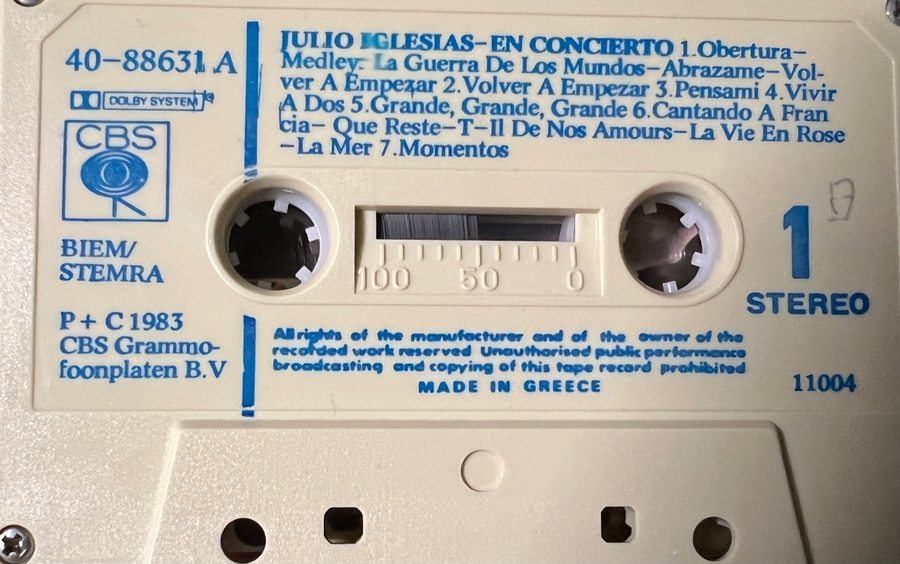 40-88631 A
DOLBY SYSTEM
CBS
BIEM/
STEMRA
P + C 1983
CBS Grammo-
foonplaten B.V
JULIO IGLESIAS-EN CONCIERTO 1.Obertura-
Medley: La Guerra De Los Mundos-Abrazame-Vol-
ver A Empezar 2.Volver A Empezar 3.Pensami 4.Vivir
A Dos 5.Grande, Grande, Grande 6.Cantando A Fran
cia- Que Reste-T-Il De Nos Amours-La Vie En Rose
-La Mer 7.Momentos
100 50 0
1
STEREO
All rights of the manufacturer and of the owner of the
recorded work reserved Unauthorised public performance
broadcasting and copying of this tape record prohibited
MADE IN GREECE
11004